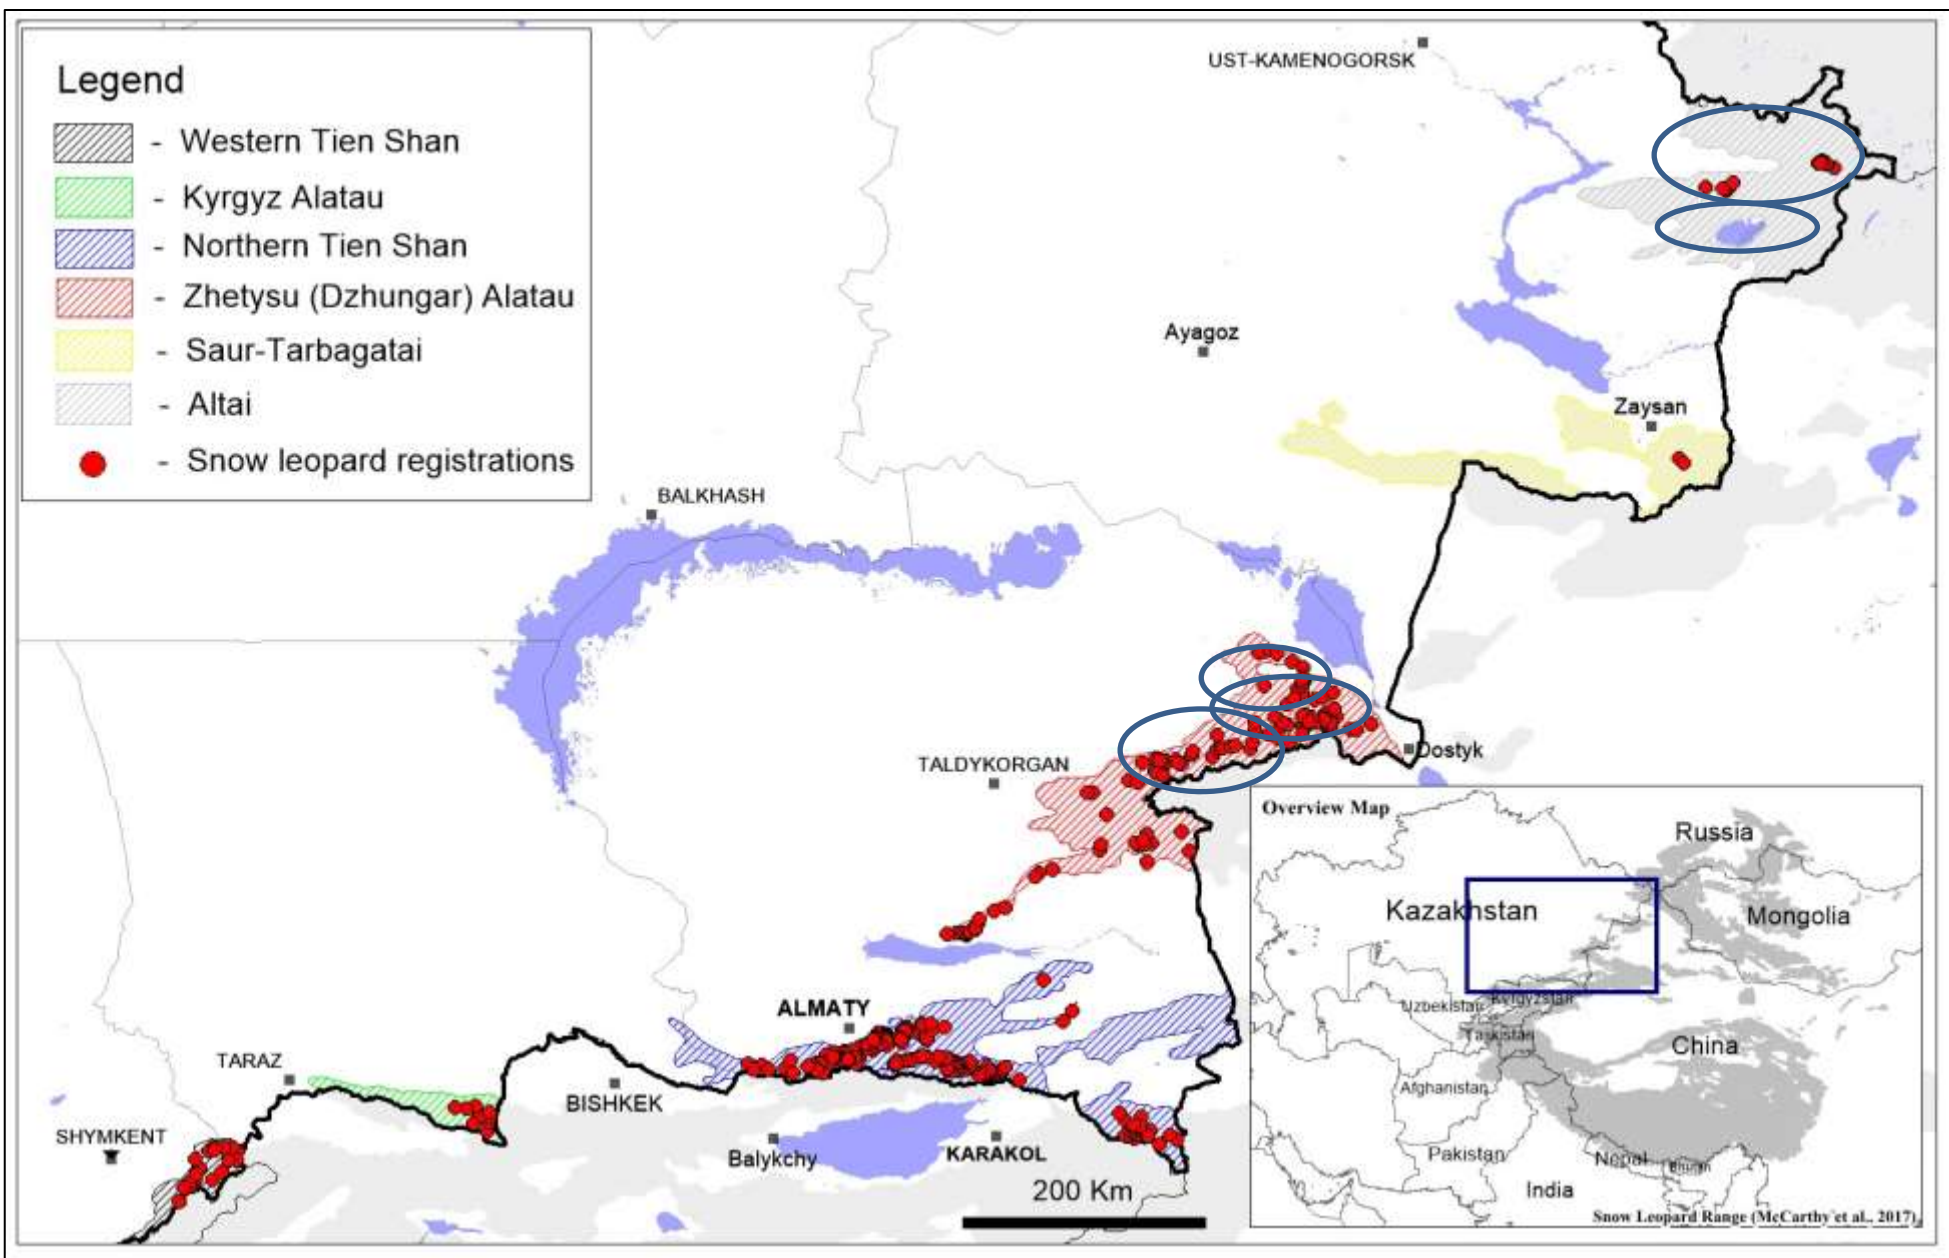 Legend
- Western Tien Shan
- Kyrgyz Alatau
- Northern Tien Shan
- Zhetysu (Dzhungar) Alatau
- Saur-Tarbagatai
- Altai
- Snow leopard registrations
UST-KAMENOGORSK
Ayagoz
Zaysan
BALKHASH
TALDYKORGAN
Dostyk
ALMATY
TARAZ
BISHKEK
SHYMKENT
Balykchy
KARAKOL
200 Km
Overview Map
Russia
Kazakhstan
Mongolia
Uzbekistan
Kyrgyzstan
Tajikistan
China
Afghanistan
Pakistan
Nepal
Bhutan
India
Snow Leopard Range (McCarthy et al., 2017)